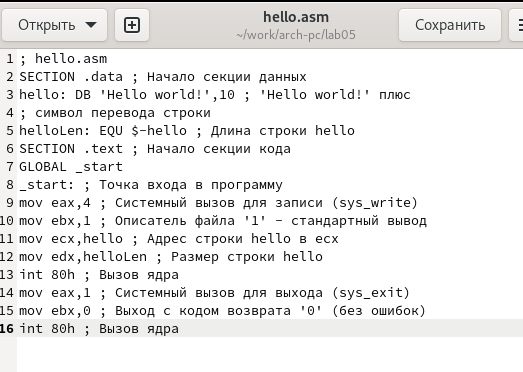 Открыть
hello.asm
~/work/arch-pc/lab05
Сохранить
1 ; hello.asm
2 SECTION .data ; Начало секции данных
3 hello: DB 'Hello world!',10 ; 'Hello world!' плюс
4 ; символ перевода строки
5 helloLen: EQU $-hello ; Длина строки hello
6 SECTION .text ; Начало секции кода
7 GLOBAL _start
8 _start: ; Точка входа в программу
9 mov eax,4 ; Системный вызов для записи (sys_write)
10 mov ebx,1 ; Описатель файла '1' - стандартный вывод
11 mov ecx,hello ; Адрес строки hello в ecx
12 mov edx,helloLen ; Размер строки hello
13 int 80h ; Вызов ядра
14 mov eax,1 ; Системный вызов для выхода (sys_exit)
15 mov ebx,0 ; Выход с кодом возврата '0' (без ошибок)
16 int 80h ; Вызов ядра